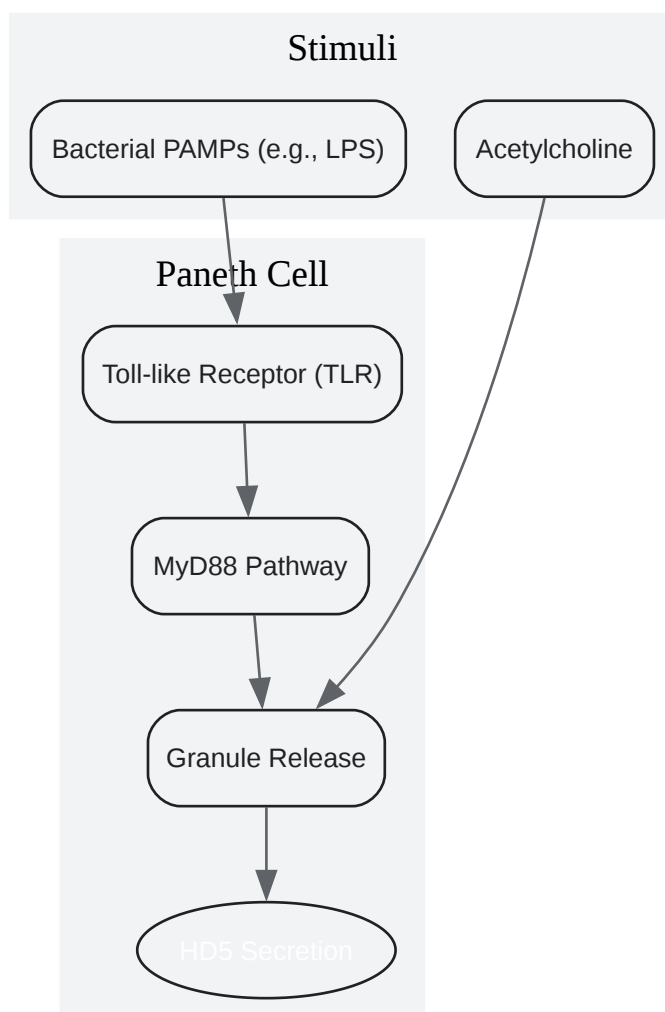 Stimuli
Bacterial PAMPs (e.g., LPS)
Acetylcholine
Paneth Cell
Toll-like Receptor (TLR)
MyD88 Pathway
Granule Release
HD5 Secretion